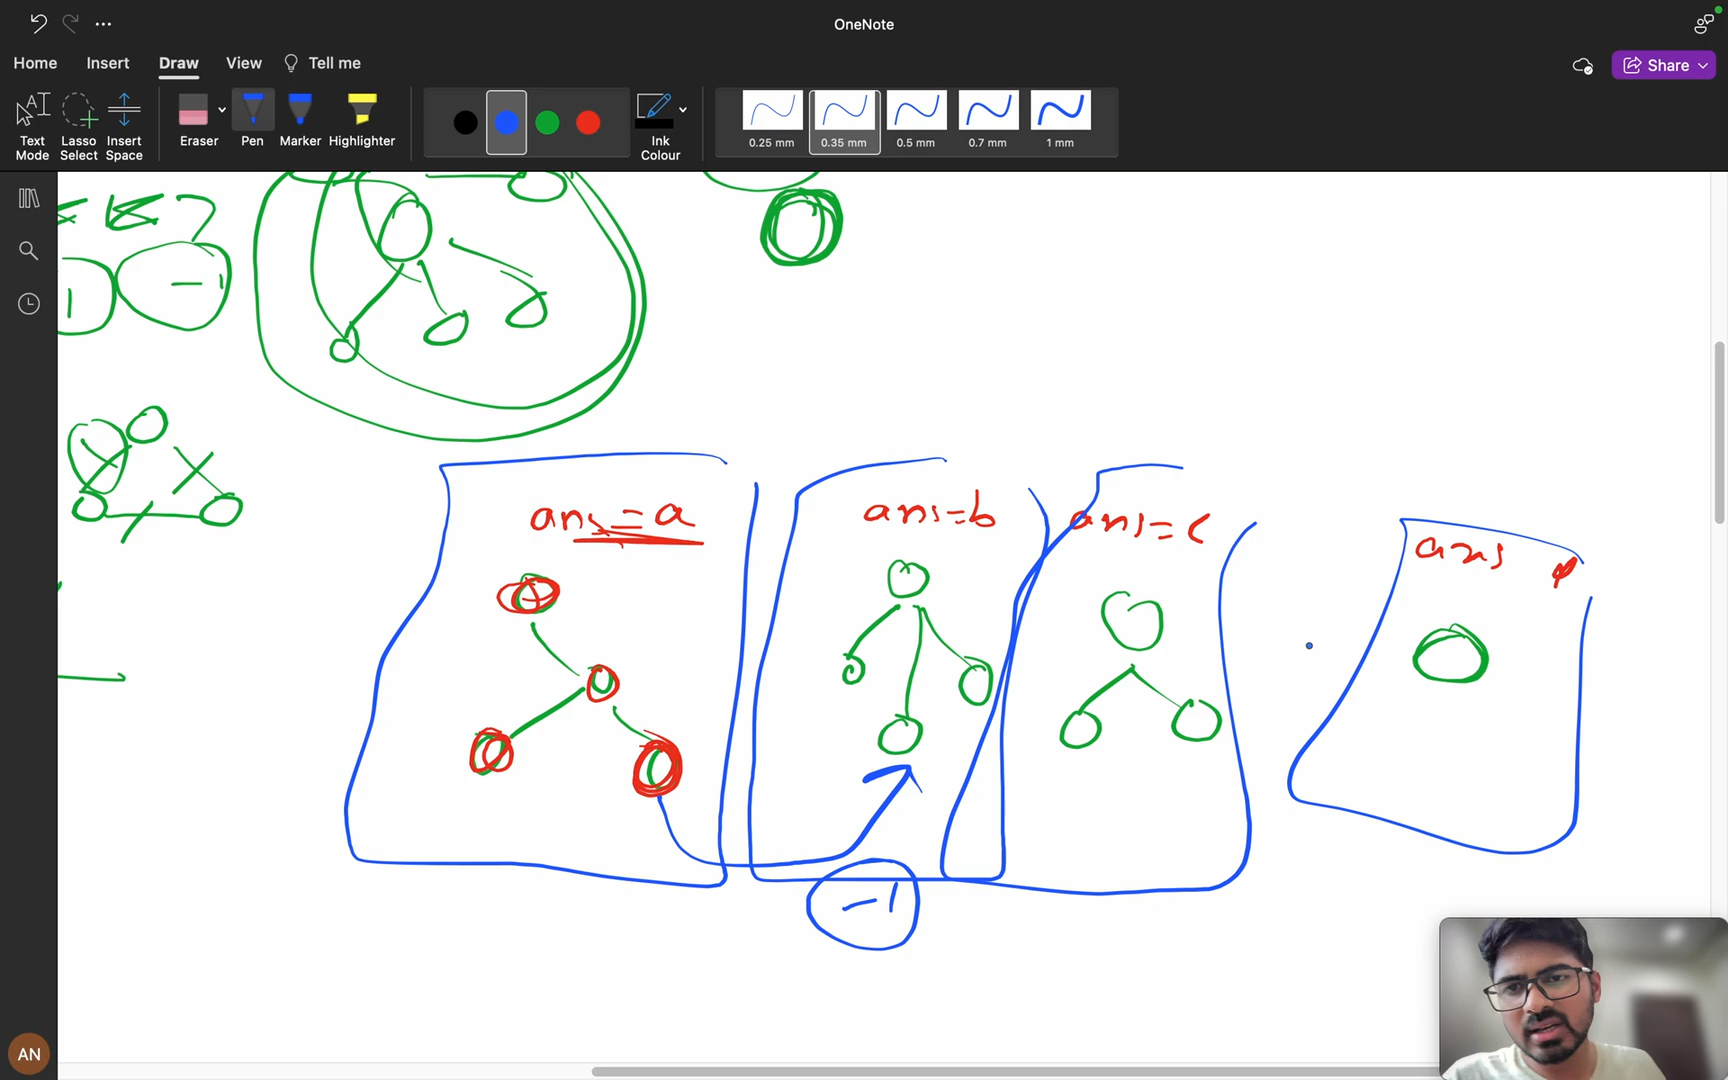 OneNote
Home Insert Draw View Tell me
Share
Text Mode
Lasso Select
Insert Space
Eraser
Pen
Marker
Highlighter
Ink Colour
0.25 mm
0.35 mm
0.5 mm
0.7 mm
1 mm
1
-1
ans=a
ans=b
ans=c
ans
-1
AN